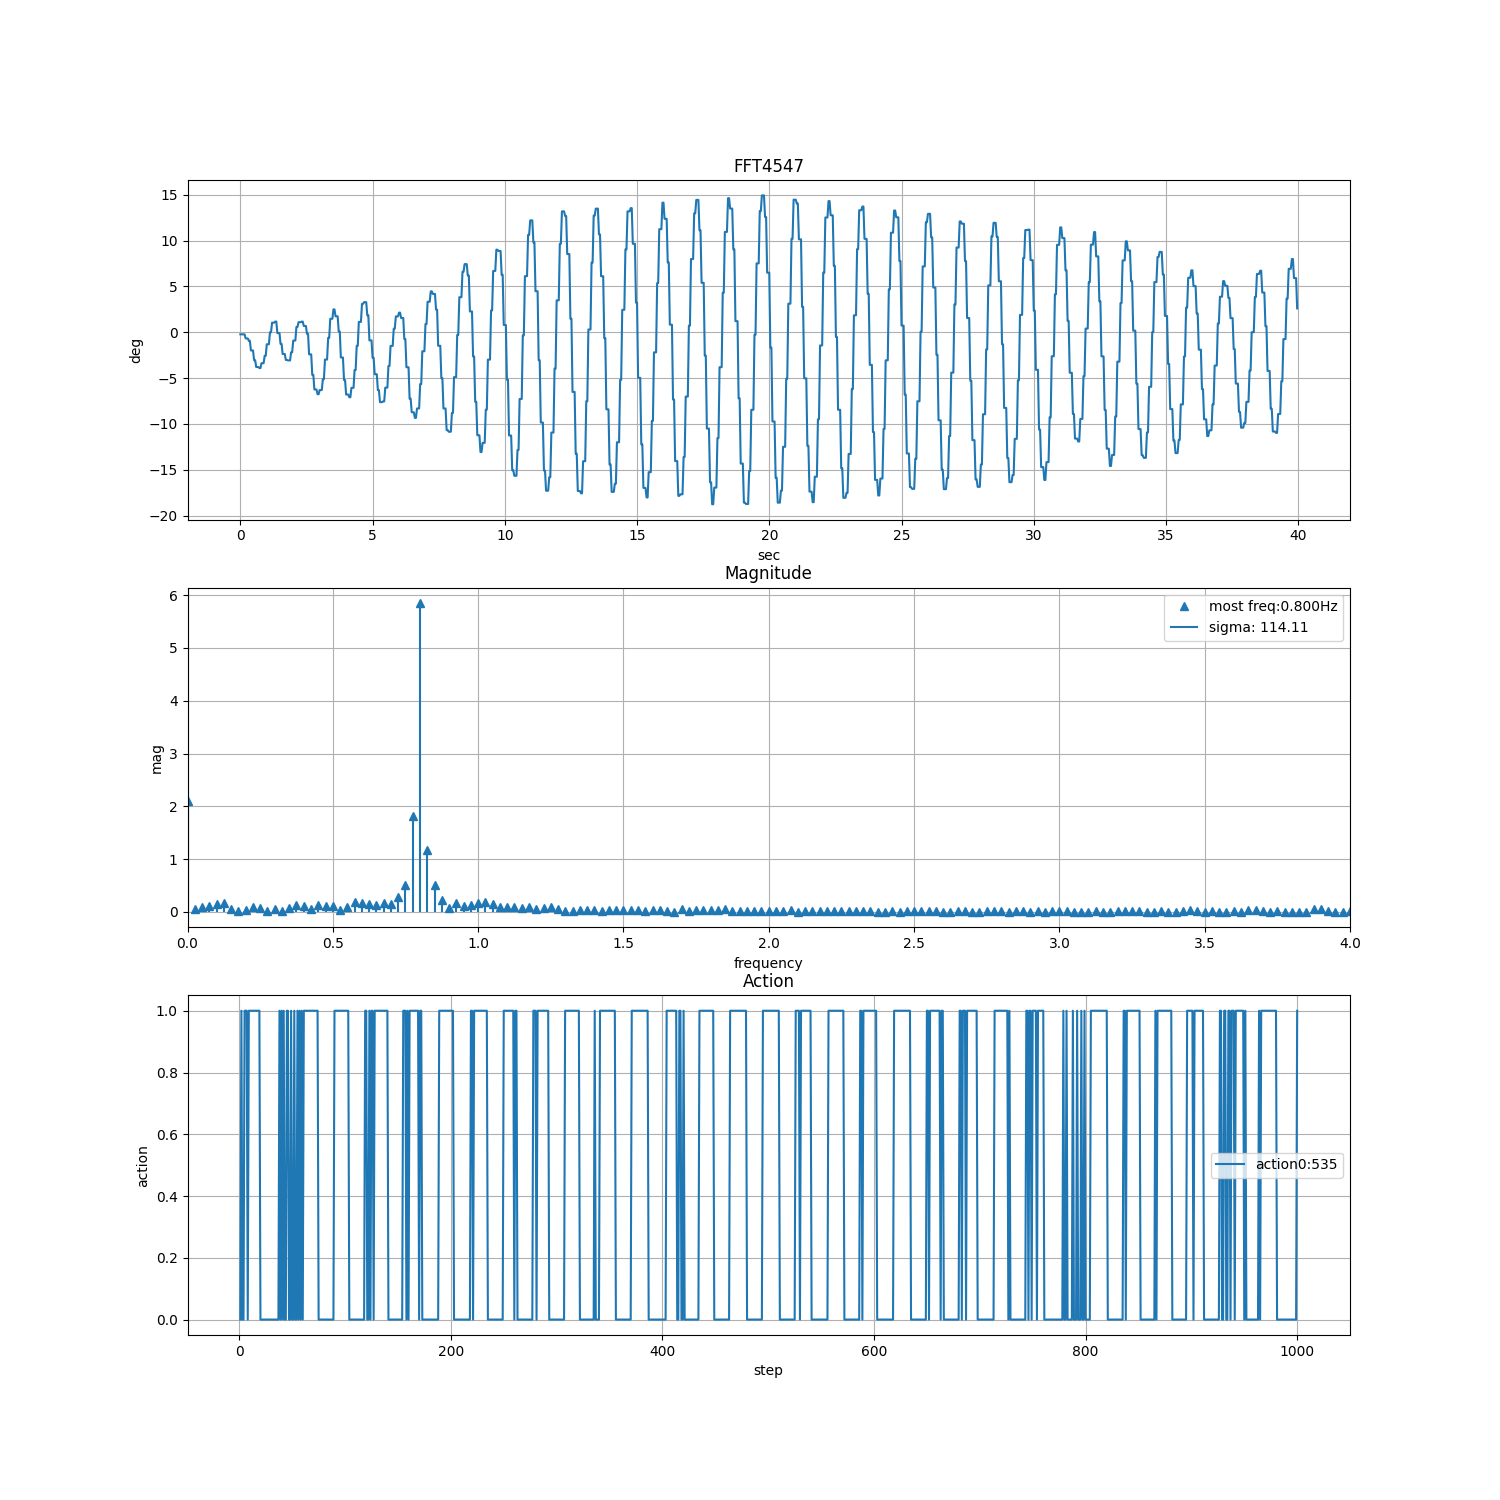 FFT4547
15
10
5
0
−5
−10
−15
−20
deg
0 5 10 15 20 25 30 35 40
sec
Magnitude
6
5
4
3
2
1
0
mag
most freq:0.800Hz
sigma: 114.11
0.0 0.5 1.0 1.5 2.0 2.5 3.0 3.5 4.0
frequency
Action
1.0
0.8
0.6
0.4
0.2
0.0
action
action0:535
0 200 400 600 800 1000
step